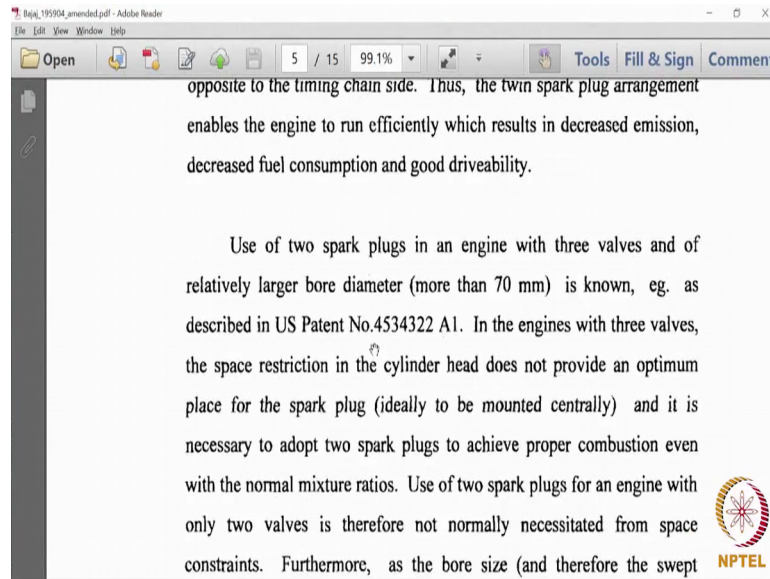 Bajaj_195904_amended.pdf - Adobe Reader
File Edit View Window Help
Open 5 / 15 99.1% Tools Fill & Sign Commen
opposite to the timing chain side. Thus, the twin spark plug arrangement
enables the engine to run efficiently which results in decreased emission,
decreased fuel consumption and good driveability.
Use of two spark plugs in an engine with three valves and of
relatively larger bore diameter (more than 70 mm) is known, eg. as
described in US Patent No.4534322 A1. In the engines with three valves,
the space restriction in the cylinder head does not provide an optimum
place for the spark plug (ideally to be mounted centrally) and it is
necessary to adopt two spark plugs to achieve proper combustion even
with the normal mixture ratios. Use of two spark plugs for an engine with
only two valves is therefore not normally necessitated from space
constraints. Furthermore, as the bore size (and therefore the swept
NPTEL